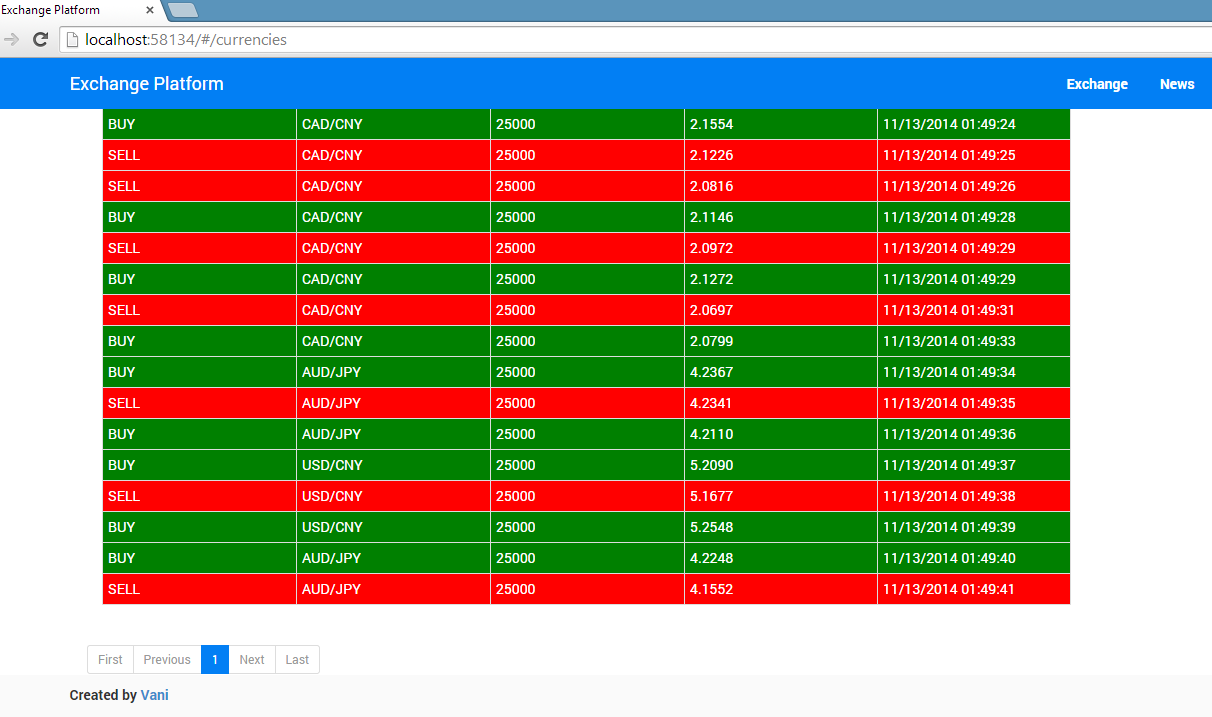 Exchange Platform
localhost:58134/#/currencies
Exchange Platform Exchange News
BUY CAD/CNY 25000 2.1554 11/13/2014 01:49:24
SELL CAD/CNY 25000 2.1226 11/13/2014 01:49:25
SELL CAD/CNY 25000 2.0816 11/13/2014 01:49:26
BUY CAD/CNY 25000 2.1146 11/13/2014 01:49:28
SELL CAD/CNY 25000 2.0972 11/13/2014 01:49:29
BUY CAD/CNY 25000 2.1272 11/13/2014 01:49:29
SELL CAD/CNY 25000 2.0697 11/13/2014 01:49:31
BUY CAD/CNY 25000 2.0799 11/13/2014 01:49:33
BUY AUD/JPY 25000 4.2367 11/13/2014 01:49:34
SELL AUD/JPY 25000 4.2341 11/13/2014 01:49:35
BUY AUD/JPY 25000 4.2110 11/13/2014 01:49:36
BUY USD/CNY 25000 5.2090 11/13/2014 01:49:37
SELL USD/CNY 25000 5.1677 11/13/2014 01:49:38
BUY USD/CNY 25000 5.2548 11/13/2014 01:49:39
BUY AUD/JPY 25000 4.2248 11/13/2014 01:49:40
SELL AUD/JPY 25000 4.1552 11/13/2014 01:49:41
First Previous 1 Next Last
Created by Vani